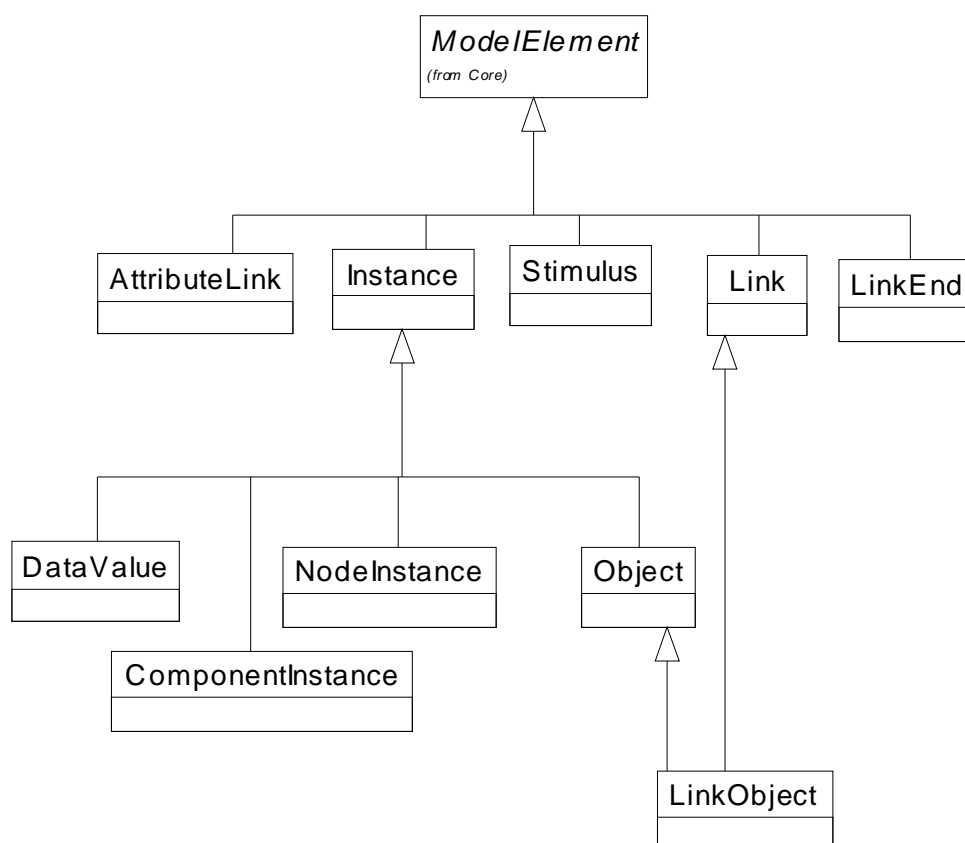 ModelElement
(from Core)
AttributeLink
Instance
Stimulus
Link
LinkEnd
DataValue
NodeInstance
Object
ComponentInstance
LinkObject